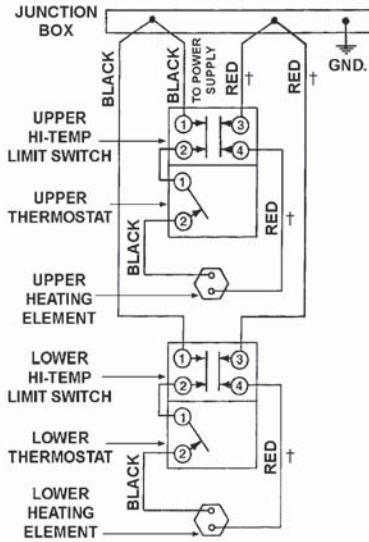 JUNCTION
BOX
GND.
BLACK
BLACK
TO POWER
SUPPLY
RED
†
RED
†
UPPER
HI-TEMP
LIMIT SWITCH
1
3
2
4
UPPER
THERMOSTAT
1
2
BLACK
RED
†
UPPER
HEATING
ELEMENT
LOWER
HI-TEMP
LIMIT SWITCH
1
3
2
4
LOWER
THERMOSTAT
1
2
BLACK
RED
†
LOWER
HEATING
ELEMENT